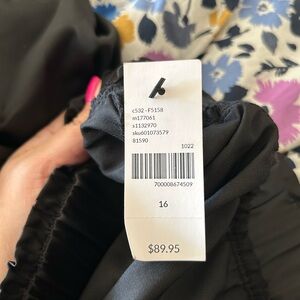 c532 - F5158
m177061
s1132970
sku601073579
81590
1022
700008674509
16
$89.95